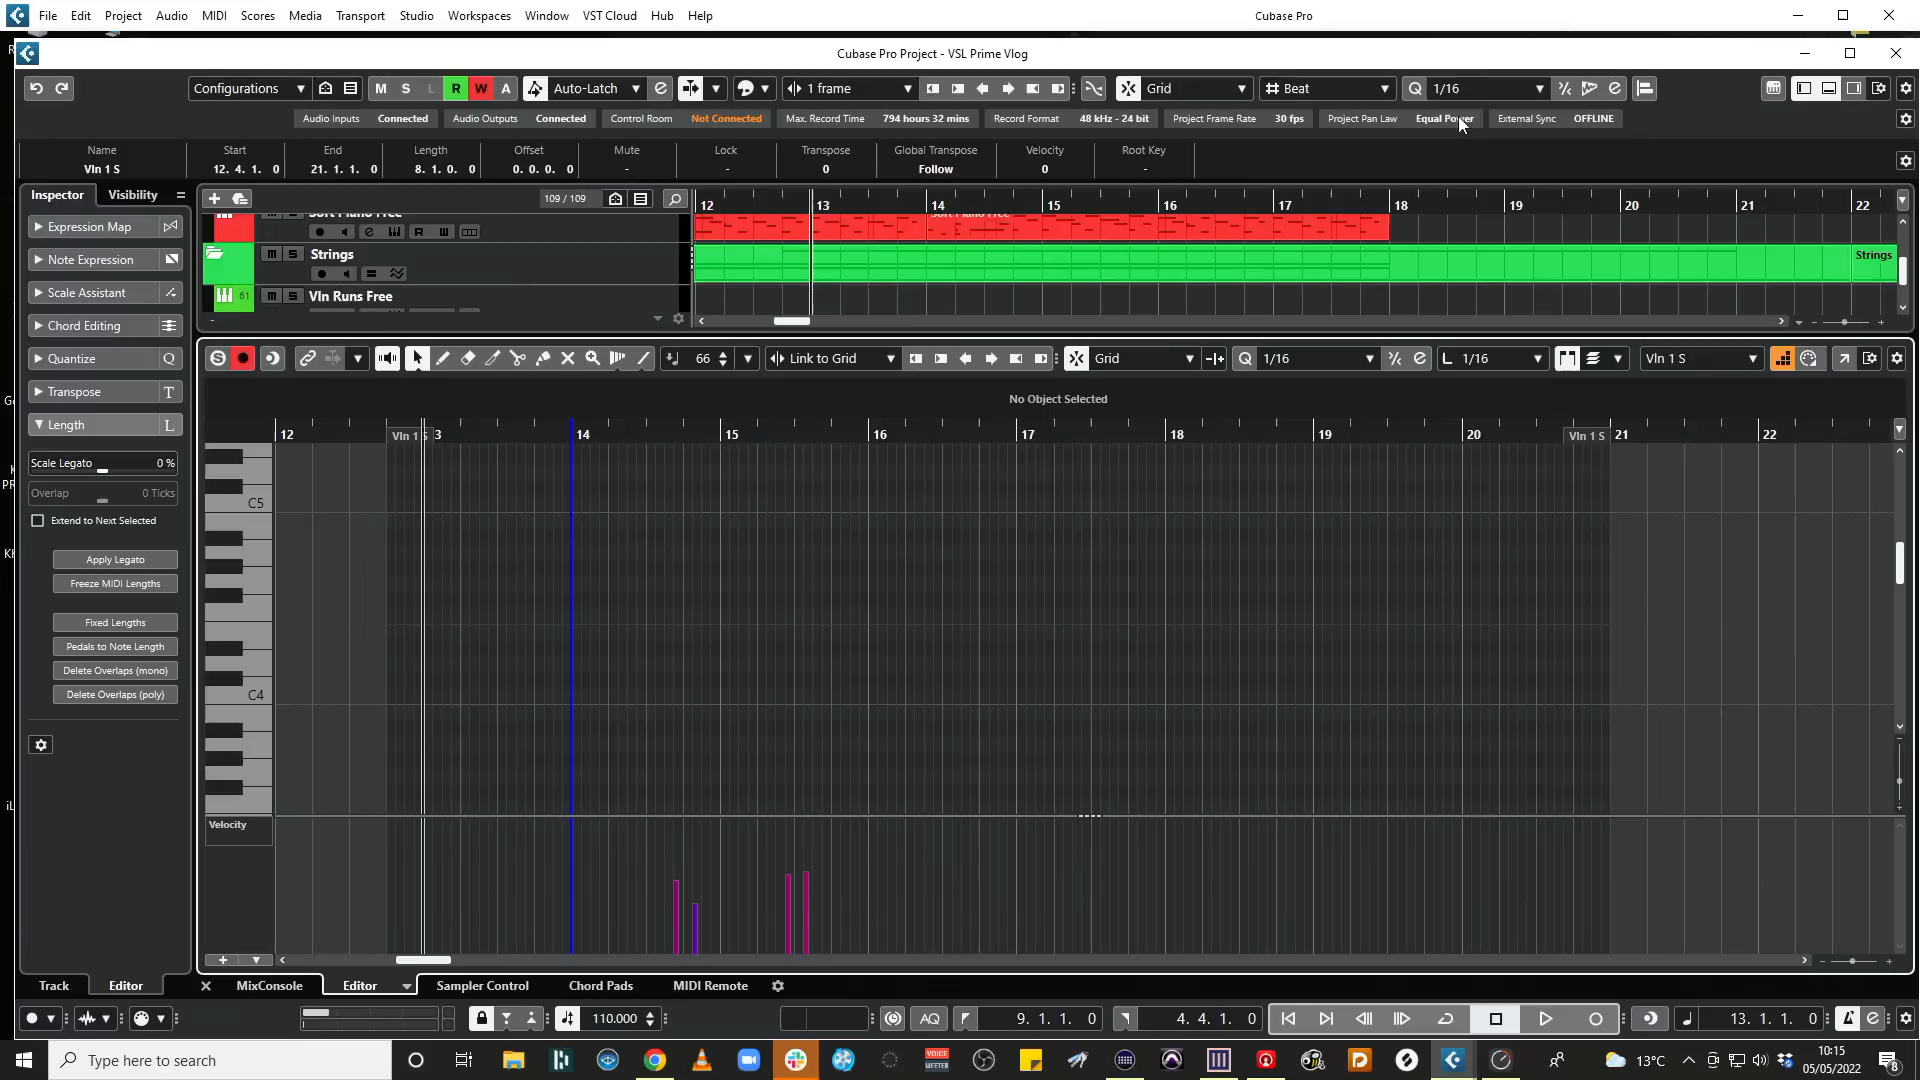 File Edit Project Audio MIDI Scores Media Transport Studio Workspaces Window VST Cloud Hub Help Cubase Pro
Cubase Pro Project - VSL Prime Vlog
Configurations M S L R W A Auto-Latch 1 frame Grid Beat Q 1/16
Audio Inputs Connected Audio Outputs Connected Control Room Not Connected Max. Record Time 794 hours 32 mins Record Format 48 kHz - 24 bit Project Frame Rate 30 fps Project Pan Law Equal Power External Sync OFFLINE
Name Start End Length Offset Mute Lock Transpose Global Transpose Velocity Root Key
Vln 1 S 12. 4. 1. 0 21. 1. 1. 0 8. 1. 0. 0 0. 0. 0. 0 - - 0 Follow 0 -
Inspector Visibility 109 / 109 12 13 14 15 16 17 18 19 20 21 22
Expression Map Soft Piano Free Soft Piano Free
R W
Note Expression m S Strings Strings
Scale Assistant 61 m S Vln Runs Free
Chord Editing
Quantize Q S 66 Link to Grid Grid Q 1/16 L 1/16 Vln 1 S
Transpose T No Object Selected
Length L 12 Vln 1 S 3 14 15 16 17 18 19 20 Vln 1 S 21 22
Scale Legato 0 %
Overlap 0 Ticks
C5
Extend to Next Selected
Apply Legato
Freeze MIDI Lengths
Fixed Lengths
Pedals to Note Length
Delete Overlaps (mono)
Delete Overlaps (poly) C4
Velocity
Track Editor MixConsole Editor Sampler Control Chord Pads MIDI Remote
110.000 AQ 9. 1. 1. 0 4. 4. 1. 0 13. 1. 1. 0
Type here to search VOICE MEETER 13°C 10:15
05/05/2022 8